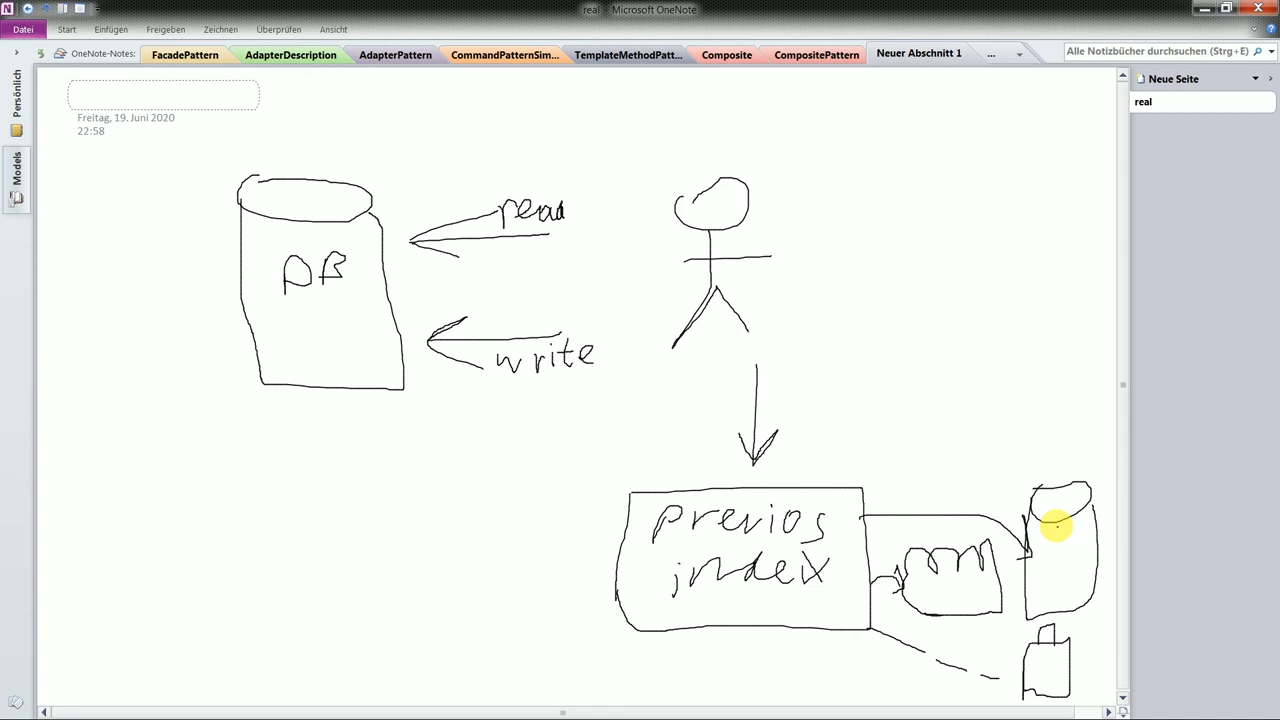 real - Microsoft OneNote
Datei Start Einfügen Freigeben Zeichnen Überprüfen Ansicht
OneNote-Notes: FacadePattern AdapterDescription AdapterPattern CommandPatternSim... TemplateMethodPatt... Composite CompositePattern Neuer Abschnitt 1 ...
Alle Notizbücher durchsuchen (Strg+E)
Persönlich
Models
Neue Seite
real
Freitag, 19. Juni 2020
22:58
read
DB
write
previos
index